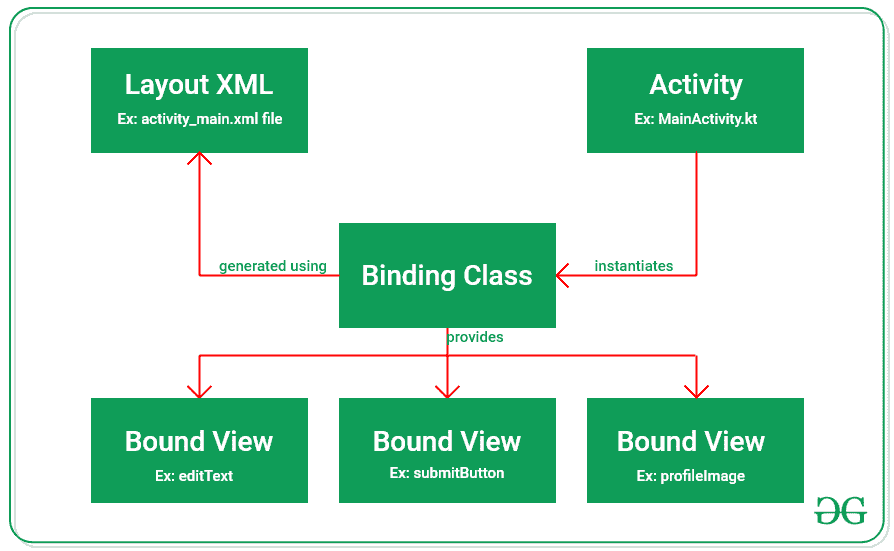 Layout XML
Ex: activity_main.xml file
Activity
Ex: MainActivity.kt
generated using
Binding Class
instantiates
provides
Bound View
Ex: editText
Bound View
Ex: submitButton
Bound View
Ex: profileImage